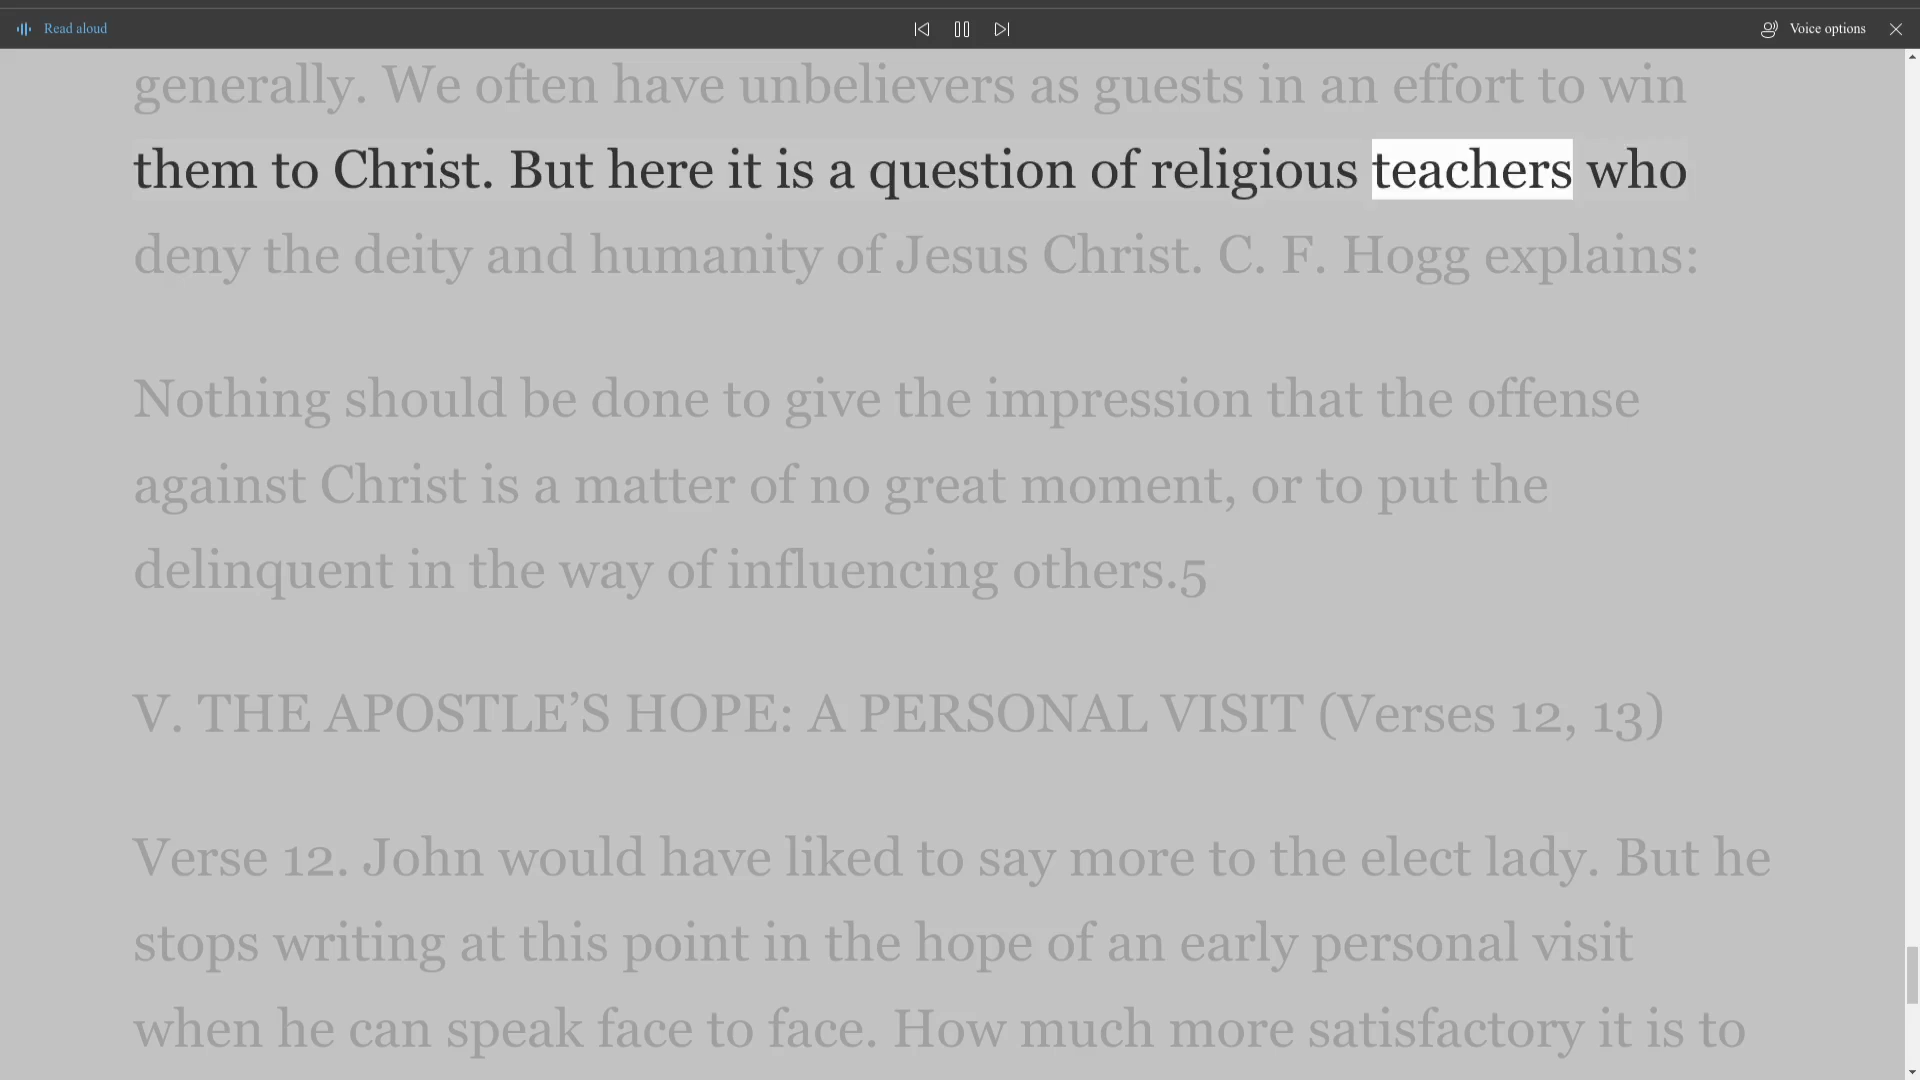 Read aloud
Voice options
generally. We often have unbelievers as guests in an effort to win
them to Christ. But here it is a question of religious teachers who
deny the deity and humanity of Jesus Christ. C. F. Hogg explains:
Nothing should be done to give the impression that the offense
against Christ is a matter of no great moment, or to put the
delinquent in the way of influencing others.5
V. THE APOSTLE’S HOPE: A PERSONAL VISIT (Verses 12, 13)
Verse 12. John would have liked to say more to the elect lady. But he
stops writing at this point in the hope of an early personal visit
when he can speak face to face. How much more satisfactory it is to